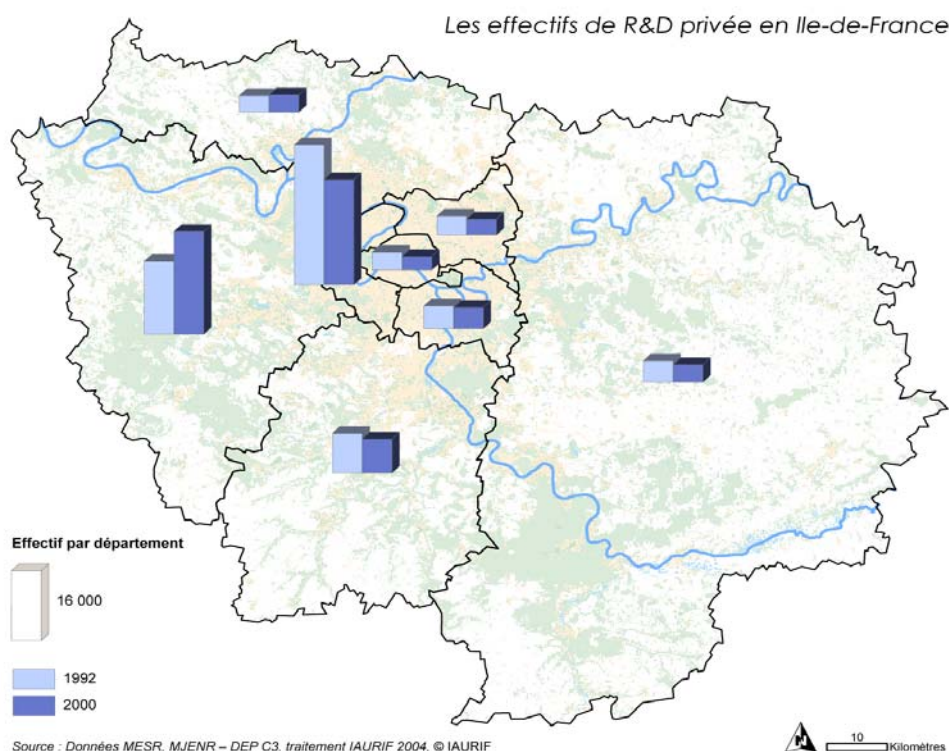 Les effectifs de R&D privée en Ile-de-France
Effectif par département
16 000
1992
2000
Source : Données MESR, MJENR – DEP C3, traitement IAURIF 2004. © IAURIF
10
Kilomètres